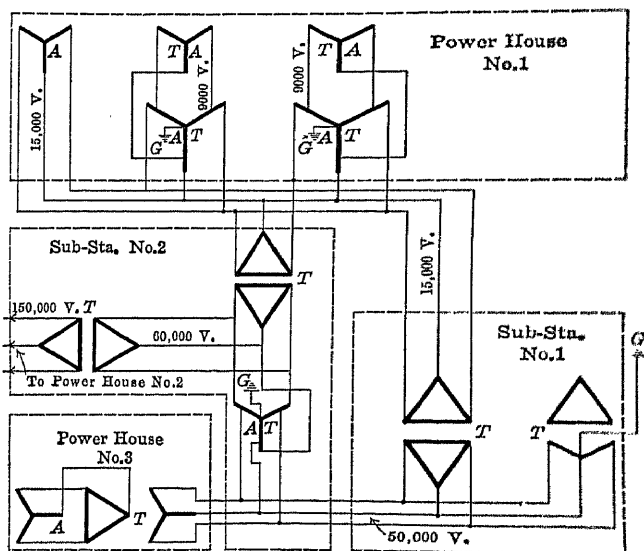 Power House
No.1
A
T A
T A
15,000 V.
9000 V.
9000 V.
G A T
G A T
Sub-Sta. No.2
T
150,000 V. T
60,000 V.
To Power House No.2
15,000 V.
Sub-Sta.
No.1
G
G
A T
T
T
Power House
No.3
A
T
50,000 V.